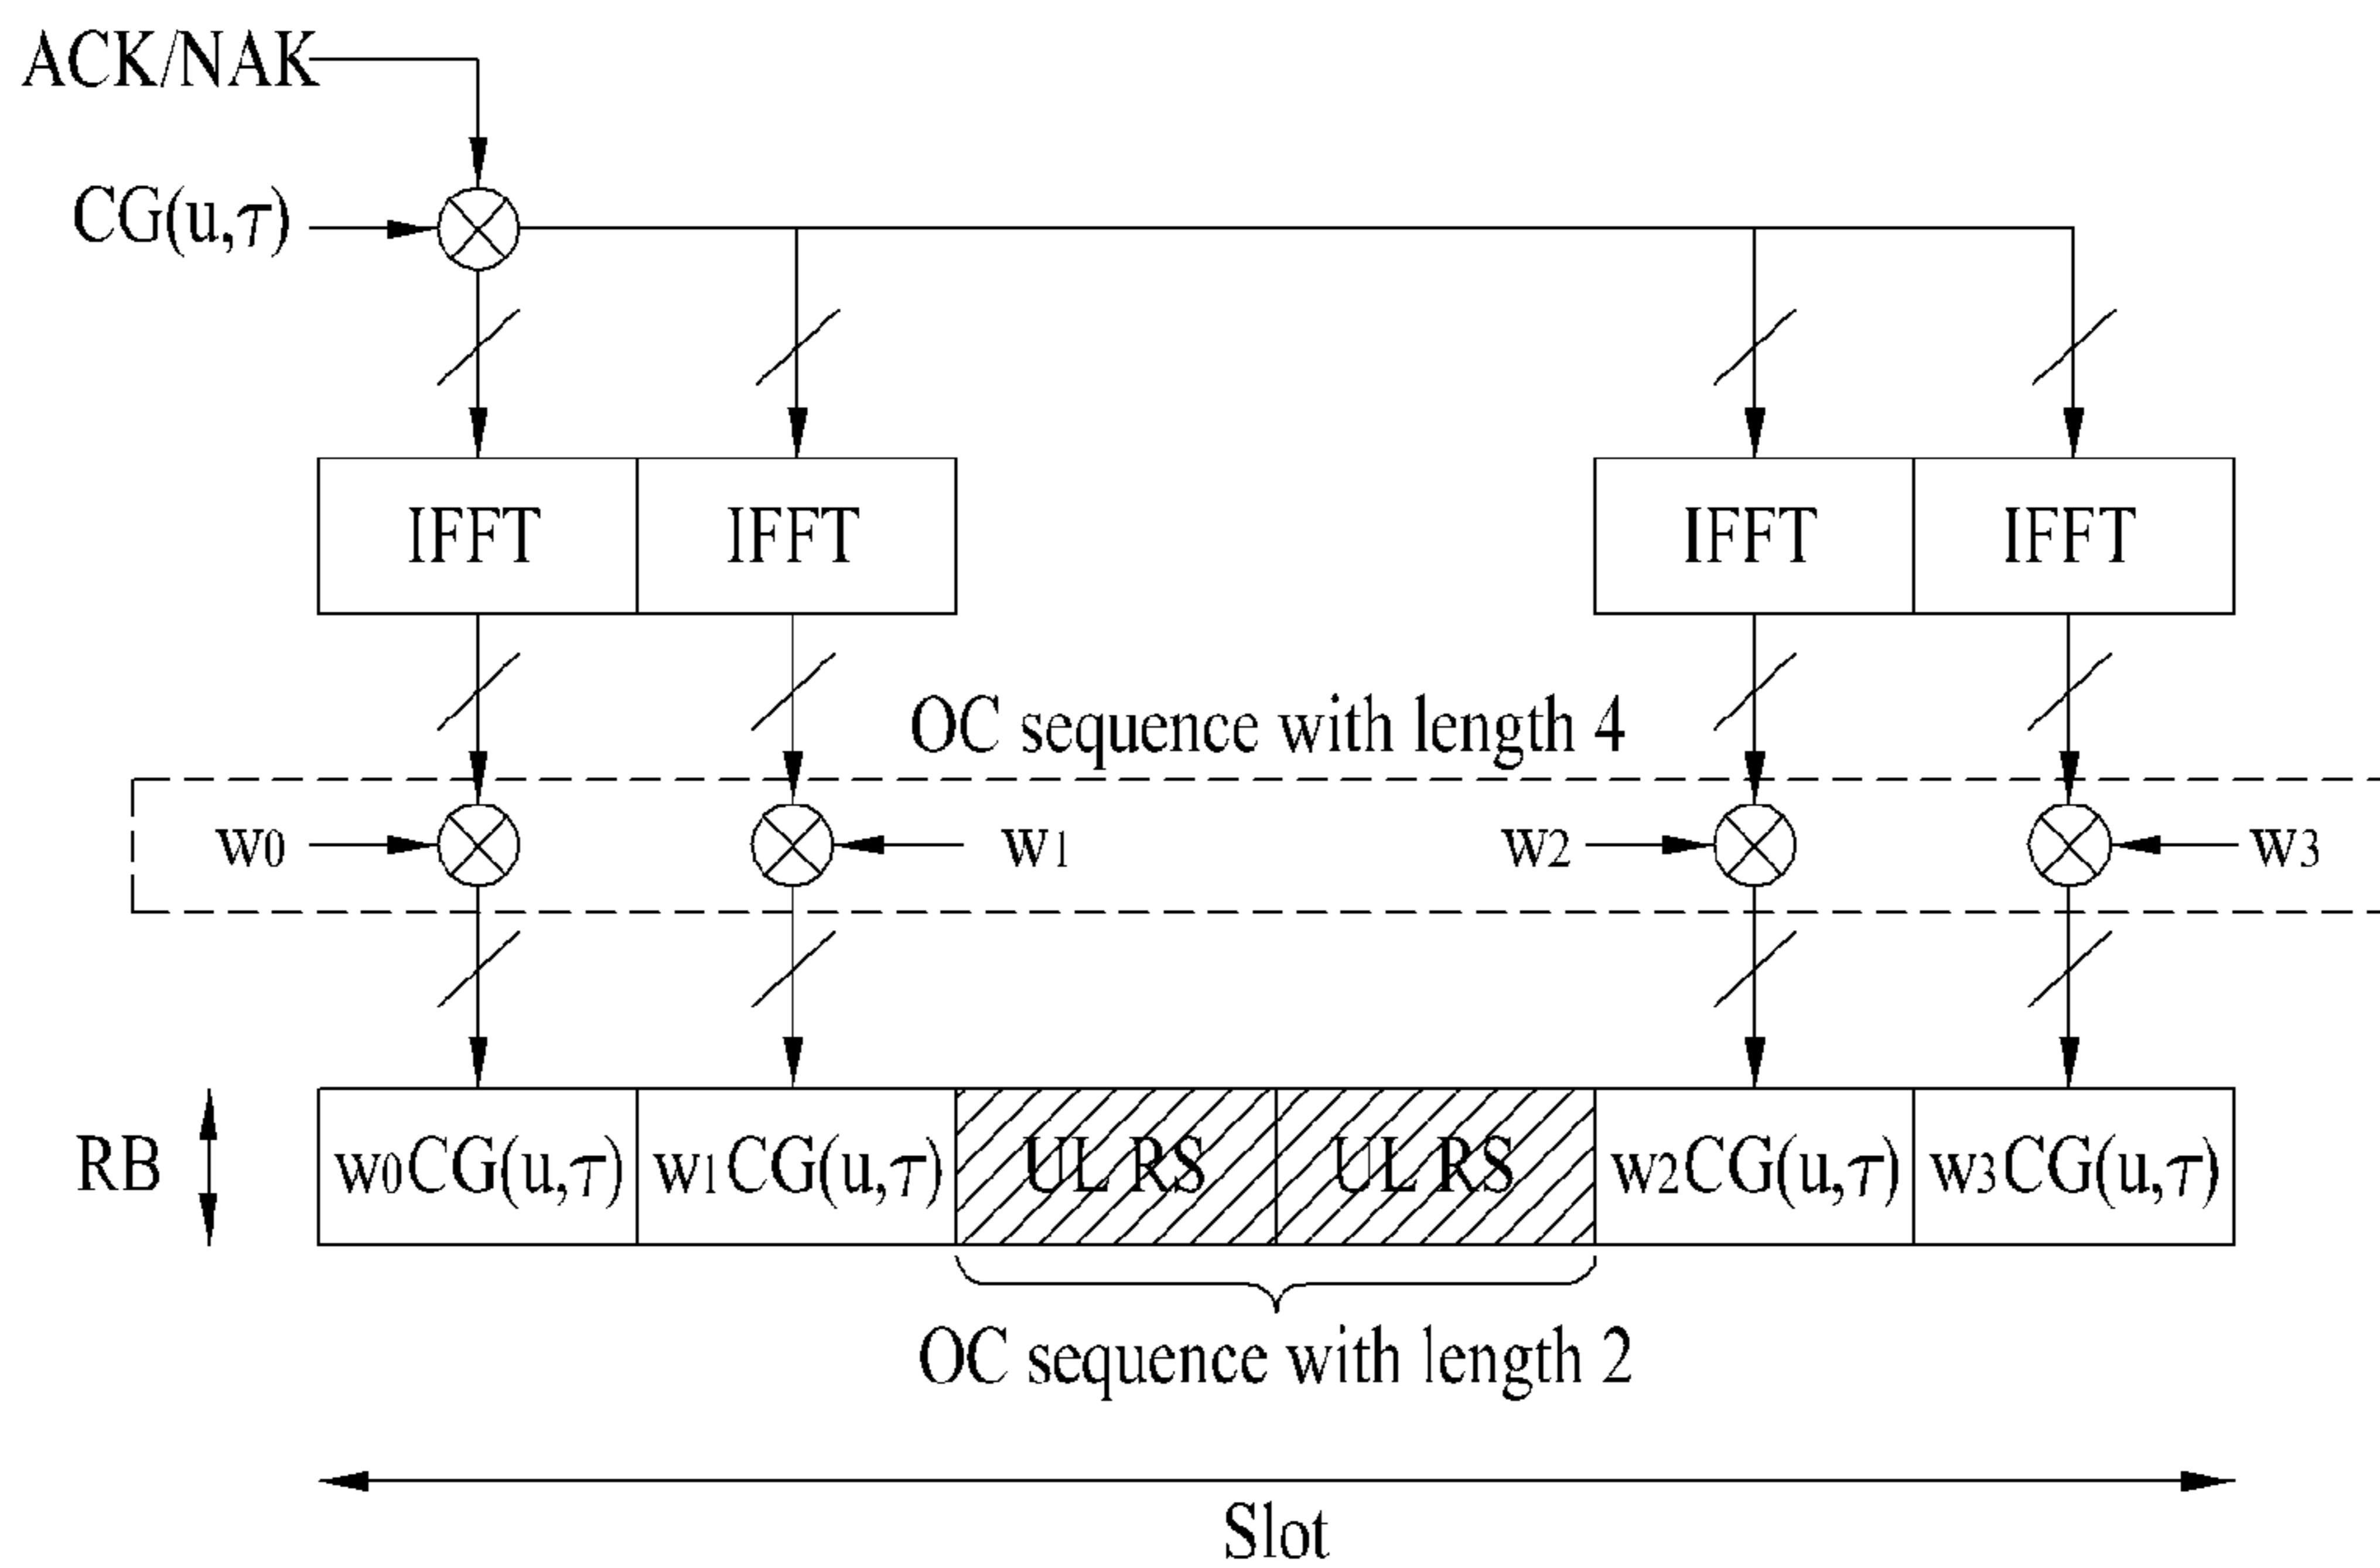 ACK/NAK
CG(u,τ)
IFFT IFFT IFFT IFFT
OC sequence with length 4
w0 w1 w2 w3
RB w0CG(u,τ) w1CG(u,τ) UL RS UL RS w2CG(u,τ) w3CG(u,τ)
OC sequence with length 2
Slot